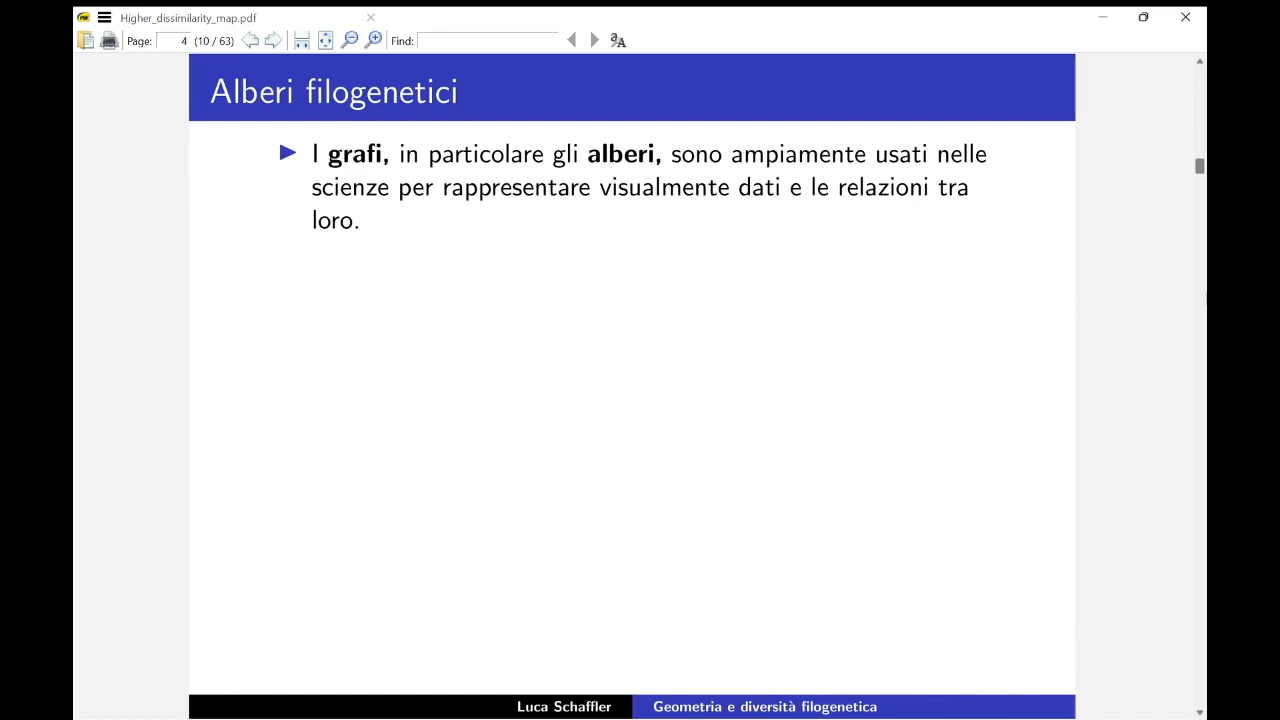 Higher_dissimilarity_map.pdf
Page: 4 (10 / 63) Find:
Alberi filogenetici
I grafi, in particolare gli alberi, sono ampiamente usati nelle
scienze per rappresentare visualmente dati e le relazioni tra
loro.
Luca Schaffler Geometria e diversità filogenetica